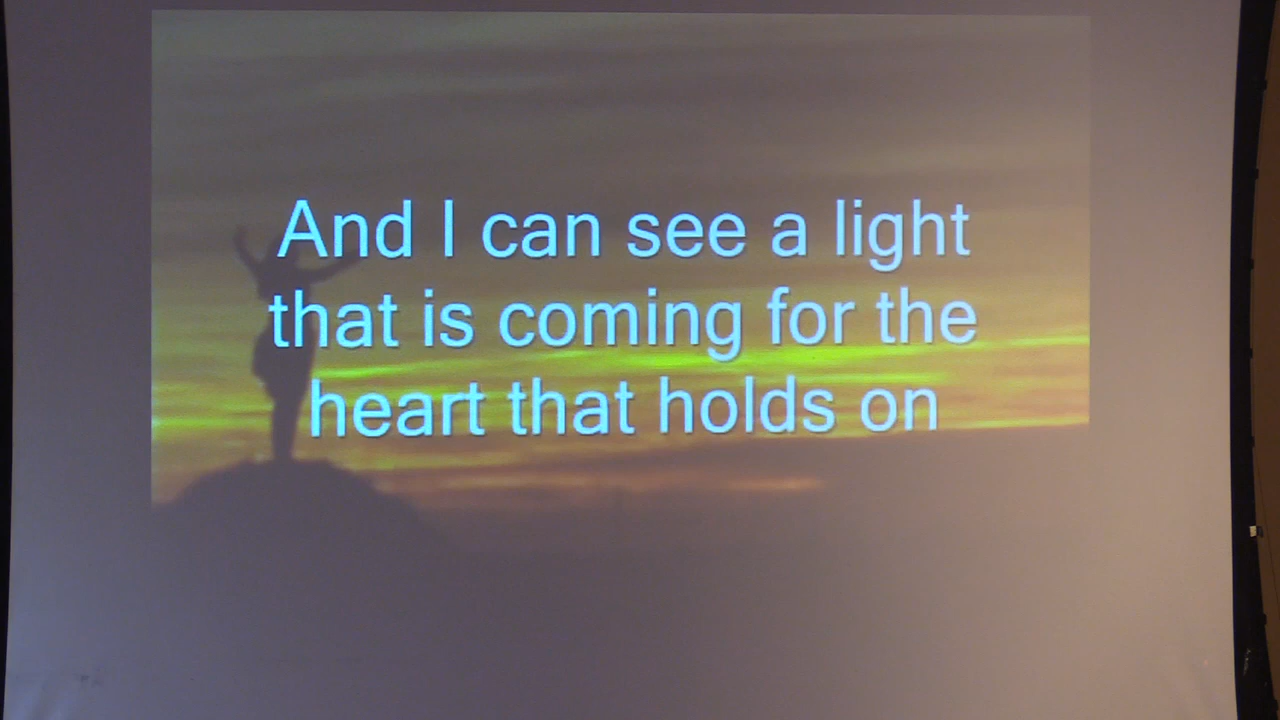 And I can see a light
that is coming for the
heart that holds on